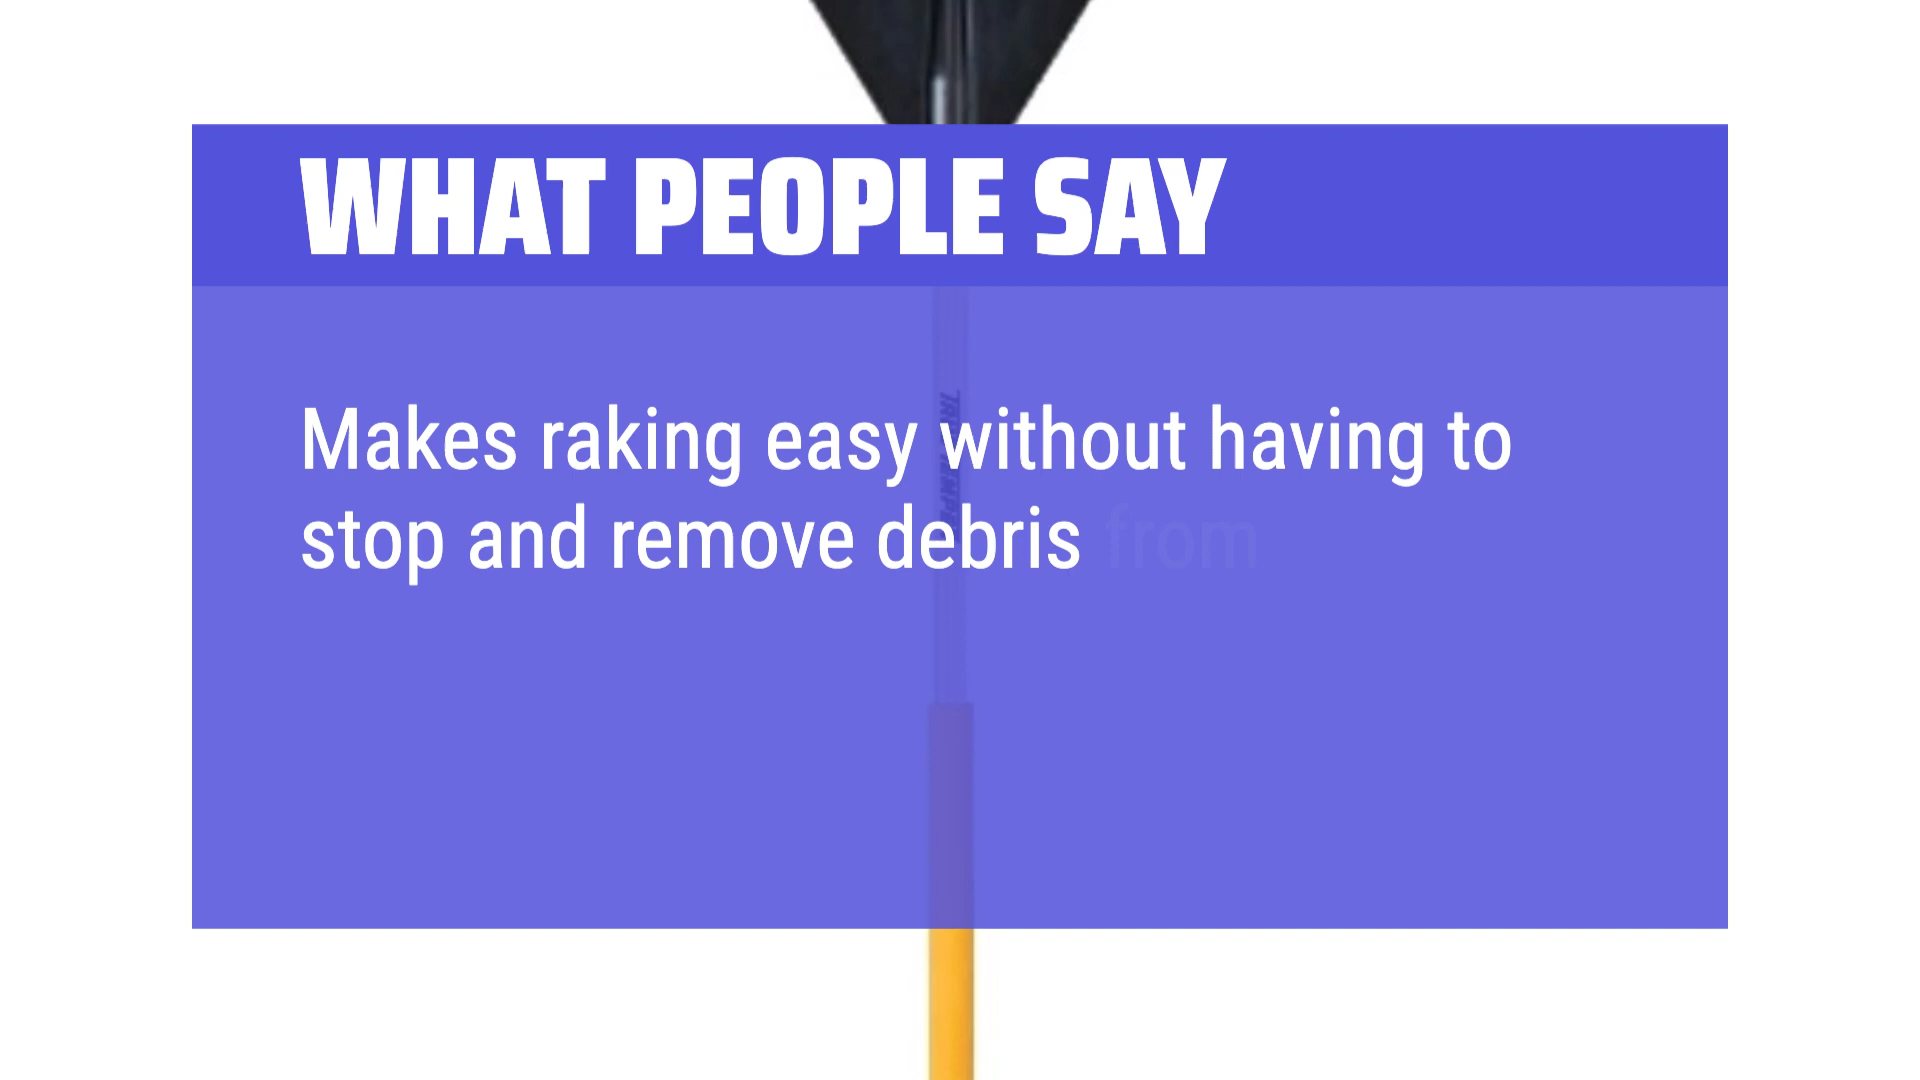 WHAT PEOPLE SAY
Makes raking easy without having to
stop and remove debris from